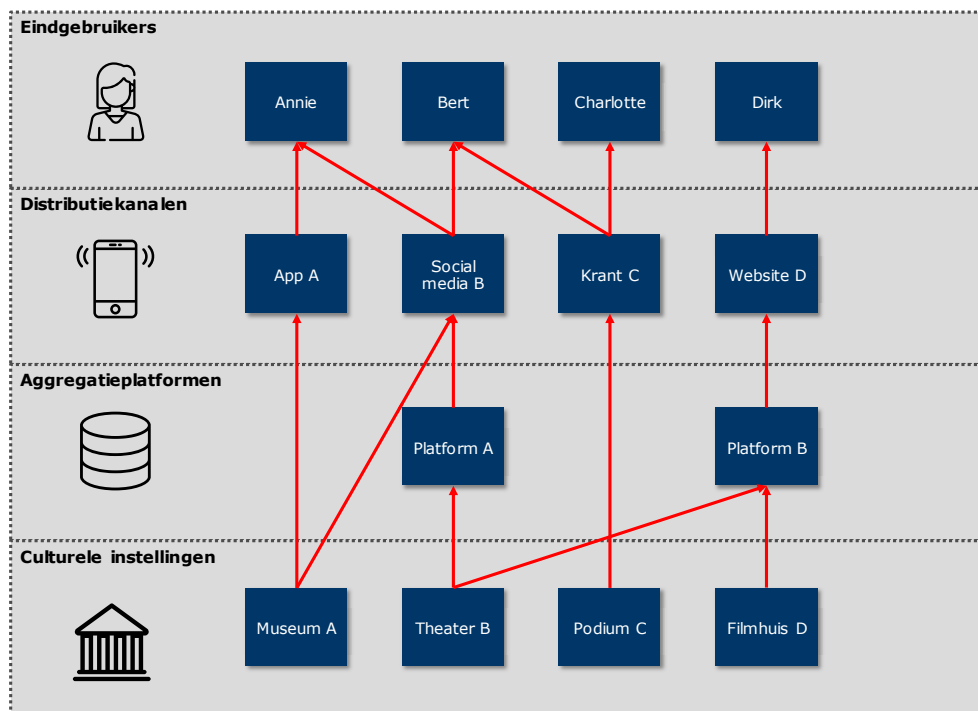 Eindgebruikers
Annie
Bert
Charlotte
Dirk
Distributiekanalen
App A
Social
media B
Krant C
Website D
Aggregatieplatformen
Platform A
Platform B
Culturele instellingen
Museum A
Theater B
Podium C
Filmhuis D